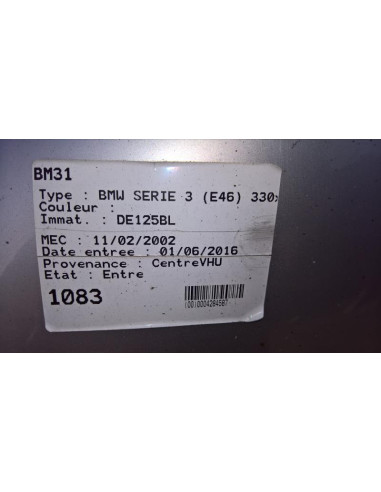 BM31
Type : BMW SERIE 3 (E46) 330x
Couleur :
Immat. : DE125BL
MEC : 11/02/2002
Date entree : 01/06/2016
Provenance : CentreVHU
Etat : Entre
1083